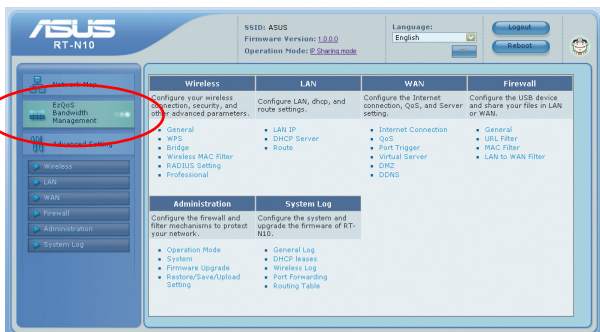 ASUS
RT-N10
SSID: ASUS
Firmware Version: 1.0.0.0
Operation Mode: IP Sharing mode
Language:
English
Logout
Reboot
Network Map
EzQoS
Bandwidth
Management
Advanced Setting
Wireless
LAN
WAN
Firewall
Administration
System Log
Wireless
Configure your wireless
connection, security, and
other advanced parameters.
General
WPS
Bridge
Wireless MAC Filter
RADIUS Setting
Professional
LAN
Configure LAN, dhcp, and
route settings.
LAN IP
DHCP Server
Route
WAN
Configure the Internet
connection, QoS, and Server
setting.
Internet Connection
QoS
Port Trigger
Virtual Server
DMZ
DDNS
Firewall
Configure the USB device
and share your files in LAN
or WAN.
General
URL Filter
MAC Filter
LAN to WAN Filter
Administration
Configure the firewall and
filter mechanisms to protect
your network.
Operation Mode
System
Firmware Upgrade
Restore/Save/Upload
Setting
System Log
Configure the system and
upgrade the firmware of RT-
N10.
General Log
DHCP leases
Wireless Log
Port Forwarding
Routing Table